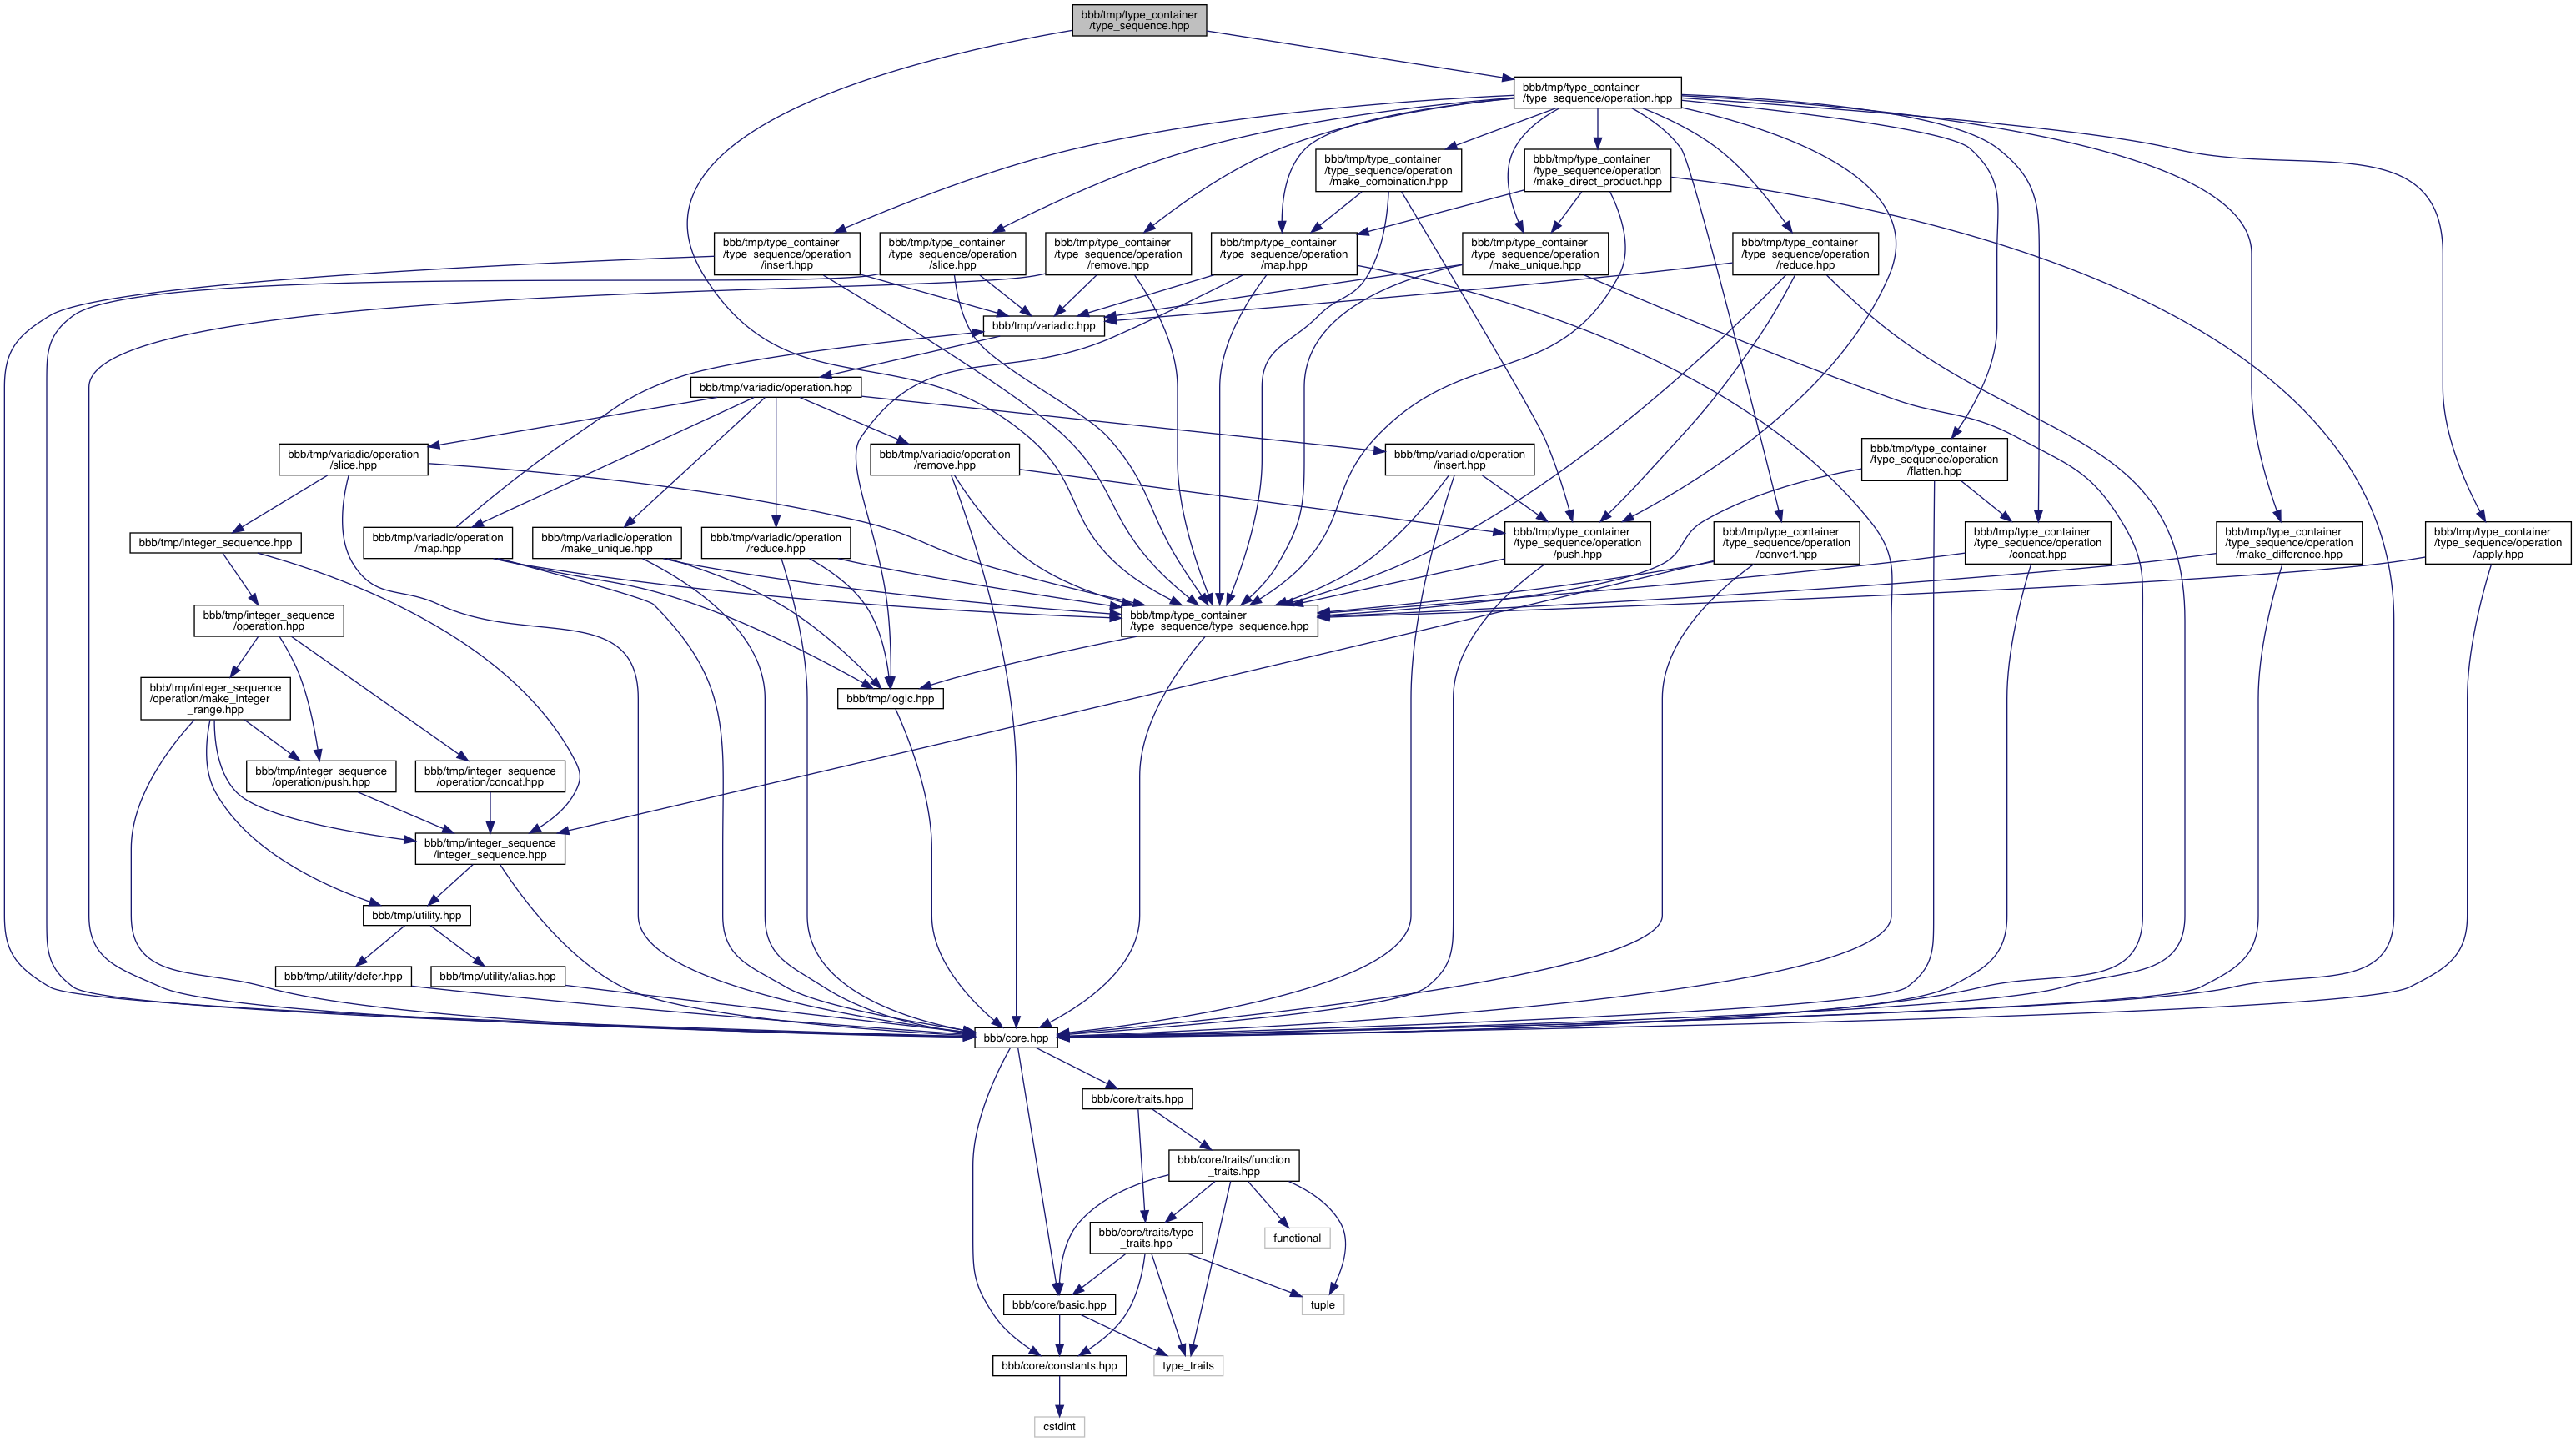 bbb/tmp/type_container
/type_sequence.hpp
bbb/tmp/type_container
/type_sequence/operation.hpp
bbb/tmp/type_container
/type_sequence/operation
/make_combination.hpp
bbb/tmp/type_container
/type_sequence/operation
/make_direct_product.hpp
bbb/tmp/type_container
/type_sequence/operation
/insert.hpp
bbb/tmp/type_container
/type_sequence/operation
/slice.hpp
bbb/tmp/type_container
/type_sequence/operation
/remove.hpp
bbb/tmp/type_container
/type_sequence/operation
/map.hpp
bbb/tmp/type_container
/type_sequence/operation
/make_unique.hpp
bbb/tmp/type_container
/type_sequence/operation
/reduce.hpp
bbb/tmp/variadic.hpp
bbb/tmp/variadic/operation.hpp
bbb/tmp/variadic/operation
/slice.hpp
bbb/tmp/variadic/operation
/remove.hpp
bbb/tmp/variadic/operation
/insert.hpp
bbb/tmp/type_container
/type_sequence/operation
/flatten.hpp
bbb/tmp/integer_sequence.hpp
bbb/tmp/variadic/operation
/map.hpp
bbb/tmp/variadic/operation
/make_unique.hpp
bbb/tmp/variadic/operation
/reduce.hpp
bbb/tmp/type_container
/type_sequence/operation
/push.hpp
bbb/tmp/type_container
/type_sequence/operation
/convert.hpp
bbb/tmp/type_container
/type_sequence/operation
/concat.hpp
bbb/tmp/type_container
/type_sequence/operation
/make_difference.hpp
bbb/tmp/type_container
/type_sequence/operation
/apply.hpp
bbb/tmp/integer_sequence
/operation.hpp
bbb/tmp/type_container
/type_sequence/type_sequence.hpp
bbb/tmp/integer_sequence
/operation/make_integer
_range.hpp
bbb/tmp/logic.hpp
bbb/tmp/integer_sequence
/operation/push.hpp
bbb/tmp/integer_sequence
/operation/concat.hpp
bbb/tmp/integer_sequence
/integer_sequence.hpp
bbb/tmp/utility.hpp
bbb/tmp/utility/defer.hpp
bbb/tmp/utility/alias.hpp
bbb/core.hpp
bbb/core/traits.hpp
bbb/core/traits/function
_traits.hpp
bbb/core/traits/type
_traits.hpp
functional
bbb/core/basic.hpp
tuple
bbb/core/constants.hpp
type_traits
cstdint